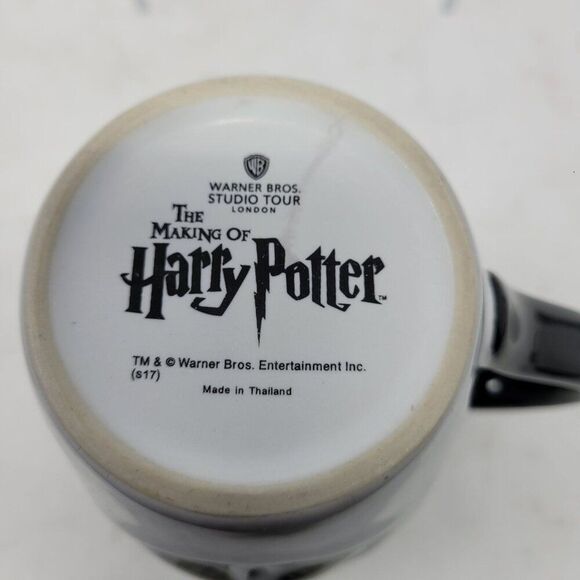 WB
WARNER BROS.
STUDIO TOUR
LONDON
THE
MAKING OF
Harry Potter™
TM & © Warner Bros. Entertainment Inc.
(s17)
Made in Thailand